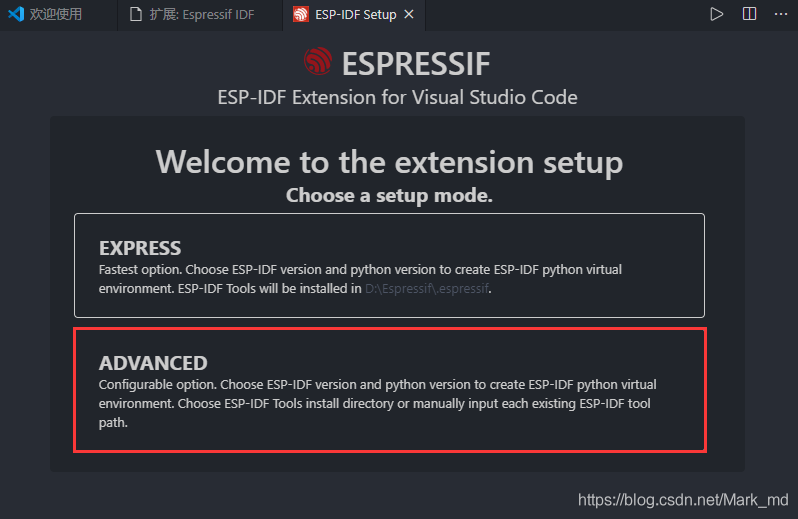 欢迎使用 扩展: Espressif IDF ESP-IDF Setup
ESPRESSIF
ESP-IDF Extension for Visual Studio Code
Welcome to the extension setup
Choose a setup mode.
EXPRESS
Fastest option. Choose ESP-IDF version and python version to create ESP-IDF python virtual
environment. ESP-IDF Tools will be installed in D:\Espressif\.espressif.
ADVANCED
Configurable option. Choose ESP-IDF version and python version to create ESP-IDF python virtual
environment. Choose ESP-IDF Tools install directory or manually input each existing ESP-IDF tool
path.
https://blog.csdn.net/Mark_md